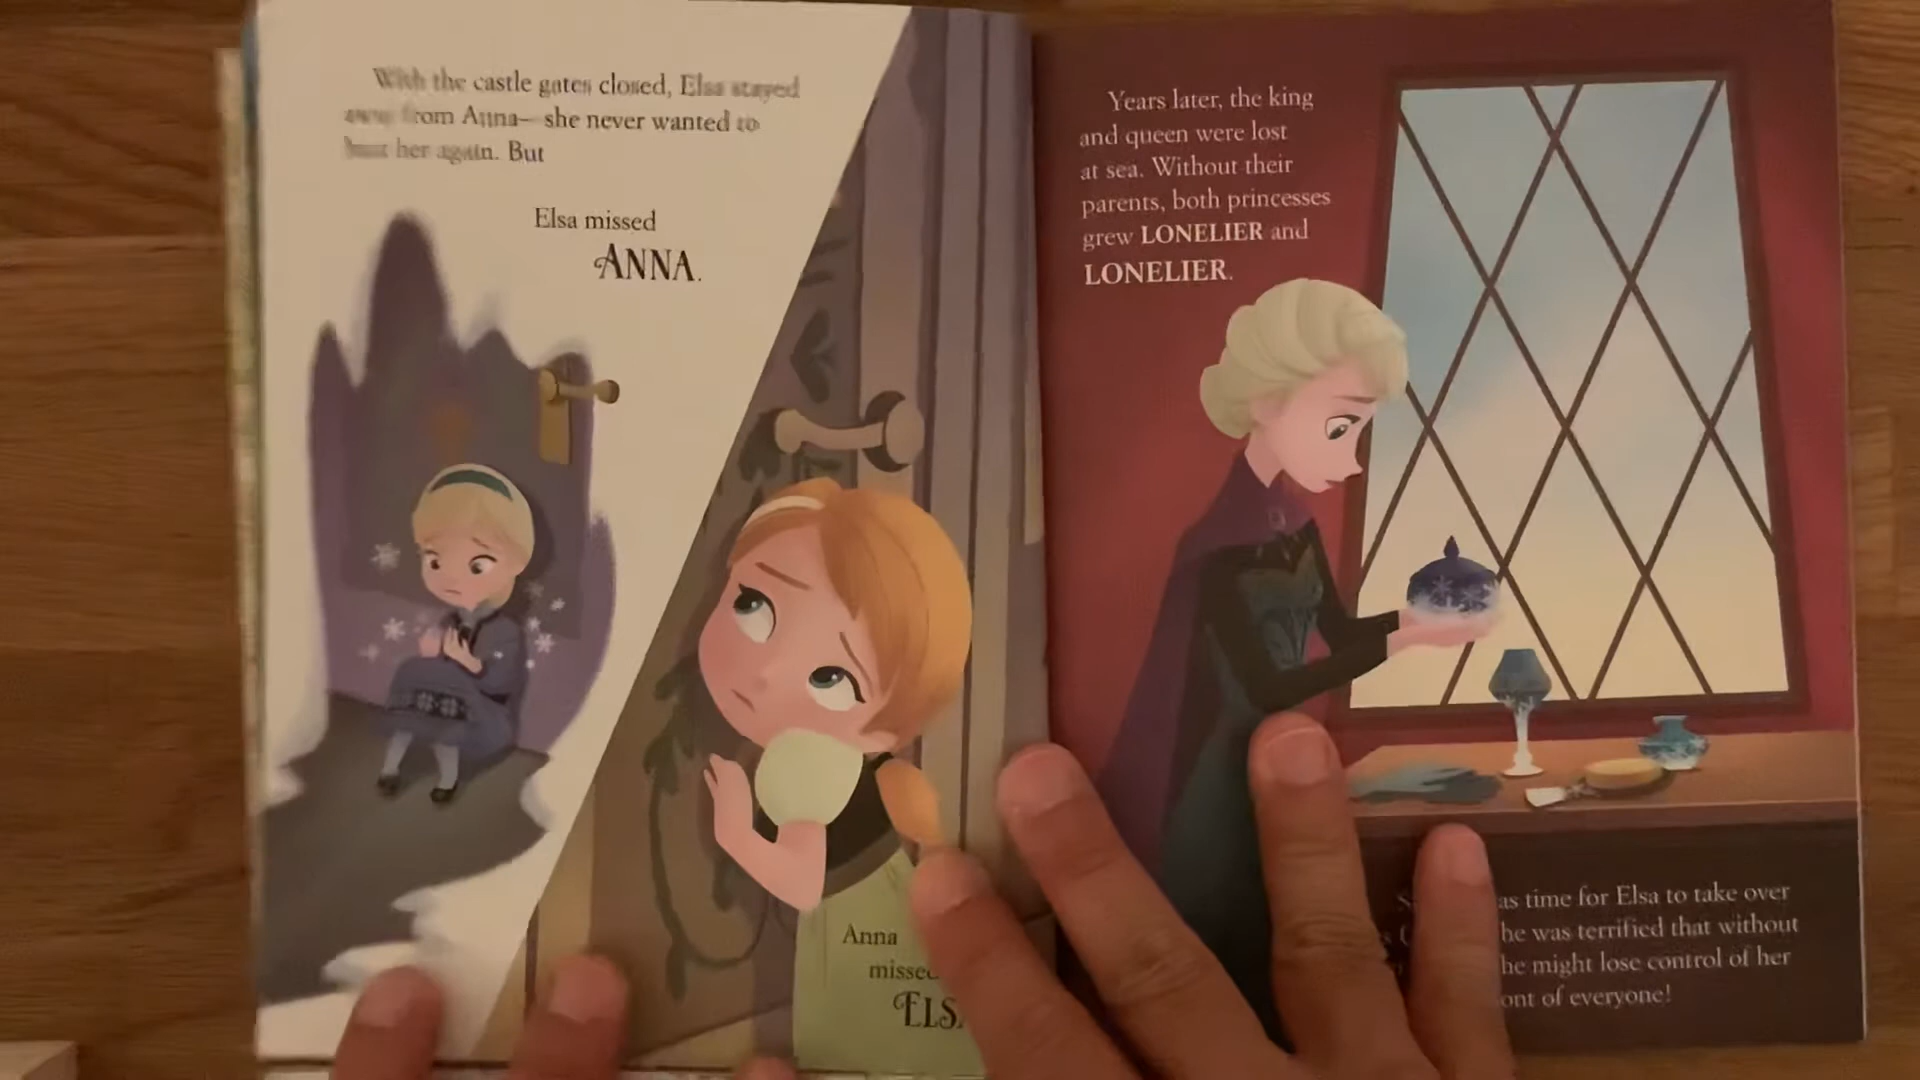 With the castle gates closed, Elsa stayed
away from Anna— she never wanted to
hurt her again. But
Elsa missed
ANNA.
Anna
missed
ELSA
Years later, the king
and queen were lost
at sea. Without their
parents, both princesses
grew LONELIER and
LONELIER.
as time for Elsa to take over
he was terrified that without
he might lose control of her
ont of everyone!